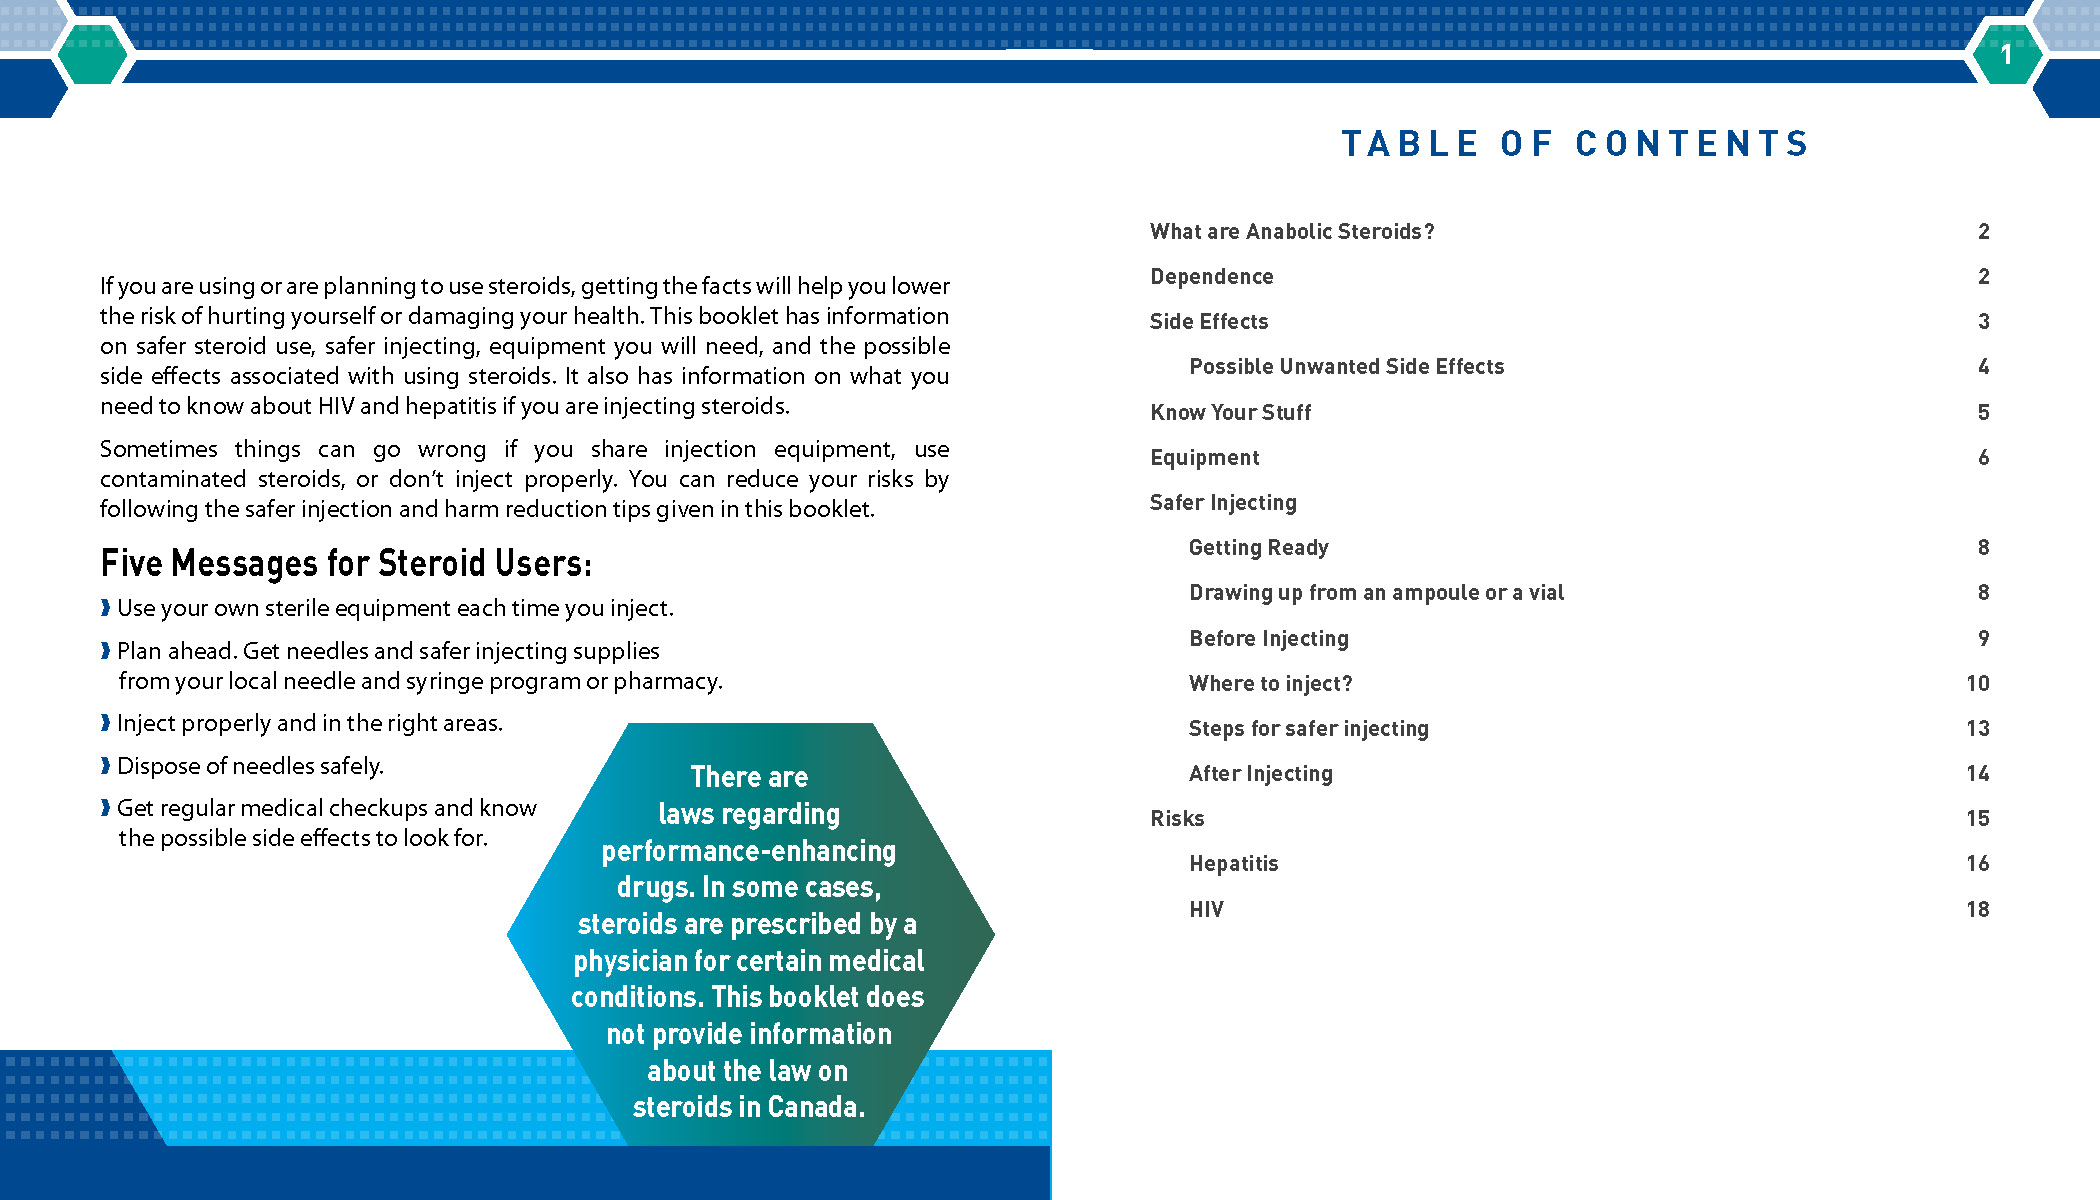 1
If you are using or are planning to use steroids, getting the facts will help you lower
the risk of hurting yourself or damaging your health. This booklet has information
on safer steroid use, safer injecting, equipment you will need, and the possible
side effects associated with using steroids. It also has information on what you
need to know about HIV and hepatitis if you are injecting steroids.
Sometimes things can go wrong if you share injection equipment, use
contaminated steroids, or don’t inject properly. You can reduce your risks by
following the safer injection and harm reduction tips given in this booklet.
Five Messages for Steroid Users:
Use your own sterile equipment each time you inject.
Plan ahead. Get needles and safer injecting supplies
from your local needle and syringe program or pharmacy.
Inject properly and in the right areas.
Dispose of needles safely.
Get regular medical checkups and know
the possible side effects to look for.
There are
laws regarding
performance-enhancing
drugs. In some cases,
steroids are prescribed by a
physician for certain medical
conditions. This booklet does
not provide information
about the law on
steroids in Canada.
TABLE OF CONTENTS
What are Anabolic Steroids? 2
Dependence 2
Side Effects 3
Possible Unwanted Side Effects 4
Know Your Stuff 5
Equipment 6
Safer Injecting
Getting Ready 8
Drawing up from an ampoule or a vial 8
Before Injecting 9
Where to inject? 10
Steps for safer injecting 13
After Injecting 14
Risks 15
Hepatitis 16
HIV 18